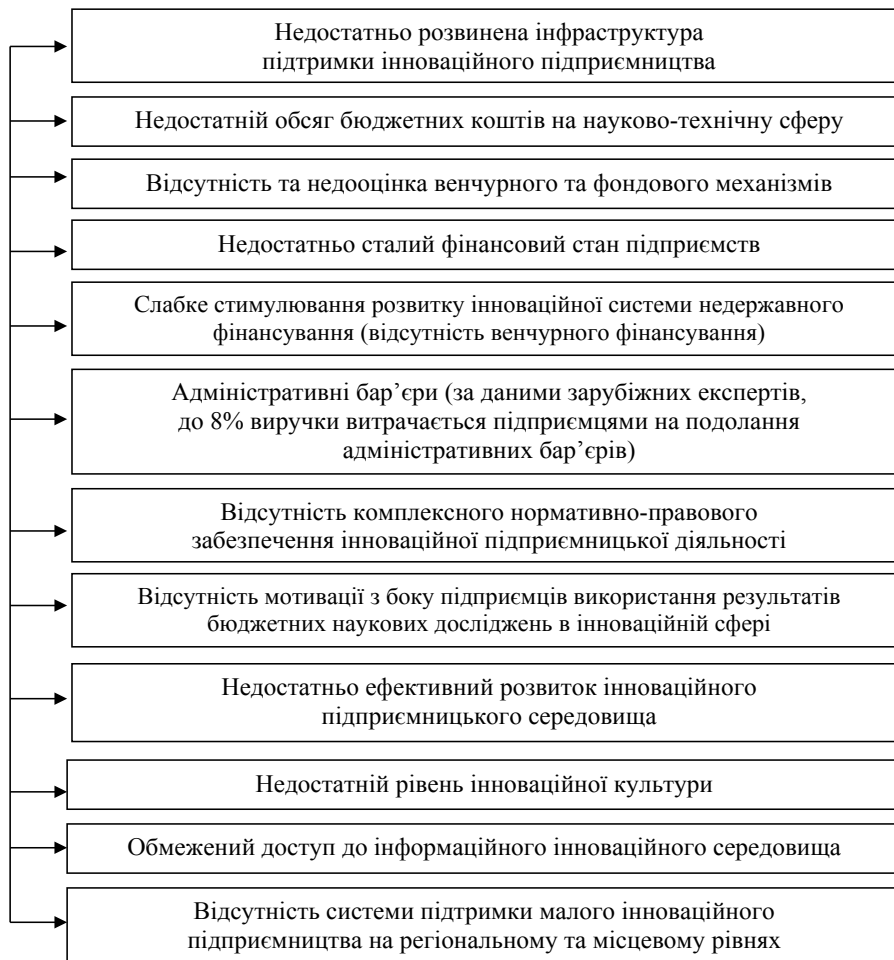 Недостатньо розвинена інфраструктура
підтримки інноваційного підприємництва
Недостатній обсяг бюджетних коштів на науково-технічну сферу
Відсутність та недооцінка венчурного та фондового механізмів
Недостатньо сталий фінансовий стан підприємств
Слабке стимулювання розвитку інноваційної системи недержавного
фінансування (відсутність венчурного фінансування)
Адміністративні бар’єри (за даними зарубіжних експертів,
до 8% виручки витрачається підприємцями на подолання
адміністративних бар’єрів)
Відсутність комплексного нормативно-правового
забезпечення інноваційної підприємницької діяльності
Відсутність мотивації з боку підприємців використання результатів
бюджетних наукових досліджень в інноваційній сфері
Недостатньо ефективний розвиток інноваційного
підприємницького середовища
Недостатній рівень інноваційної культури
Обмежений доступ до інформаційного інноваційного середовища
Відсутність системи підтримки малого інноваційного
підприємництва на регіональному та місцевому рівнях